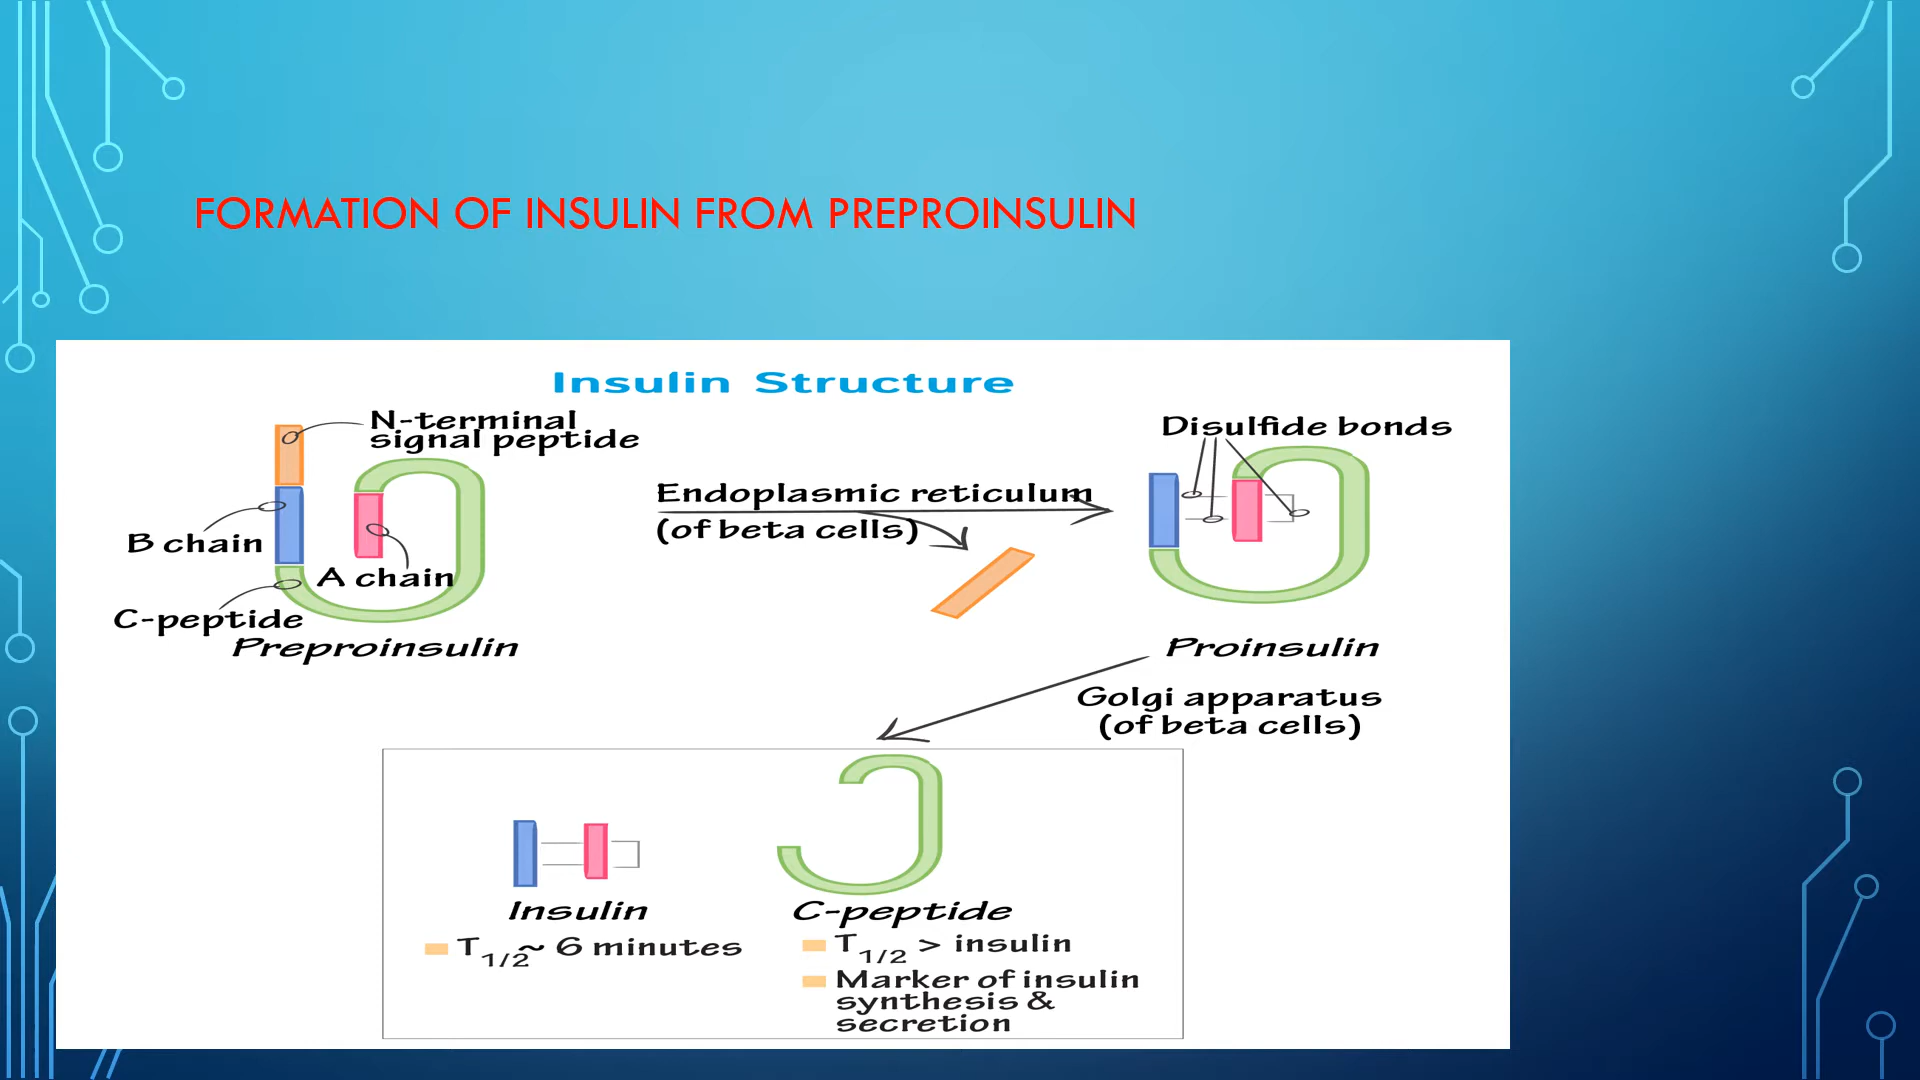 FORMATION OF INSULIN FROM PREPROINSULIN
Insulin Structure
N-terminal
signal peptide
B chain
A chain
C-peptide
Preproinsulin
Endoplasmic reticulum
(of beta cells)
Disulfide bonds
Proinsulin
Golgi apparatus
(of beta cells)
Insulin
T1/2 ~ 6 minutes
C-peptide
T1/2 > insulin
Marker of insulin
synthesis &
secretion